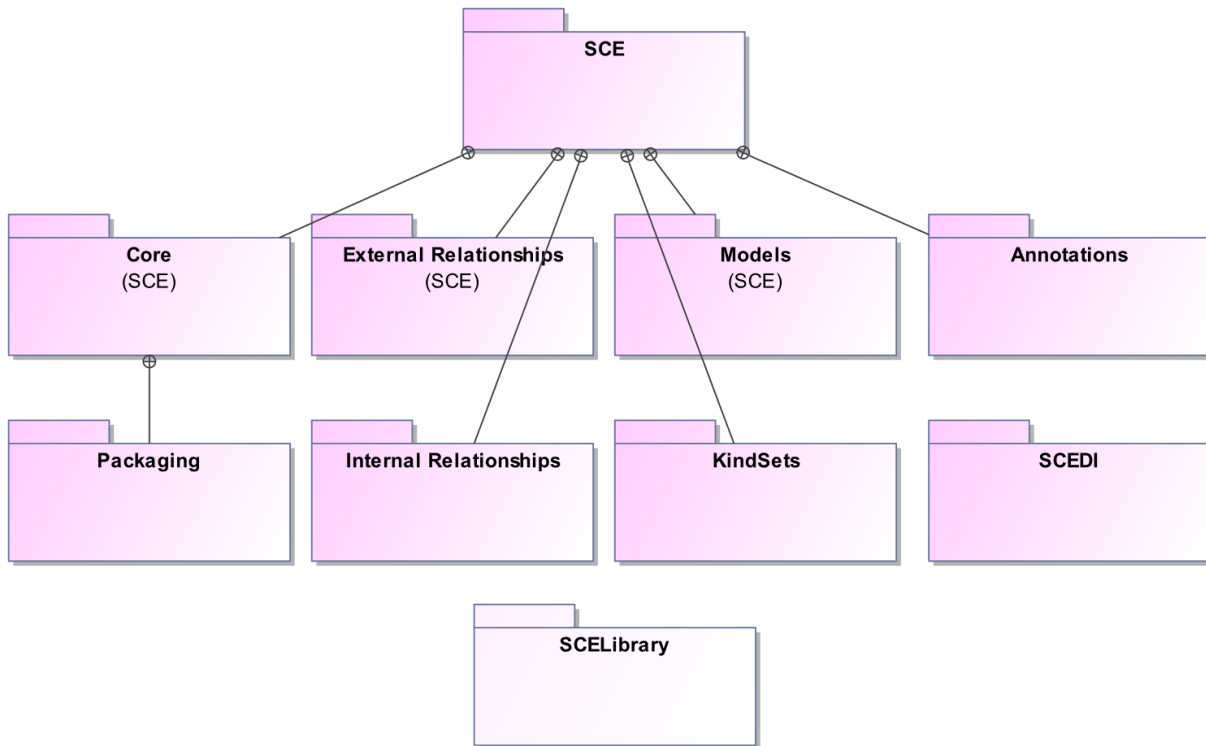 SCE
Core
(SCE)
External Relationships
(SCE)
Models
(SCE)
Annotations
Packaging
Internal Relationships
KindSets
SCEDI
SCELibrary